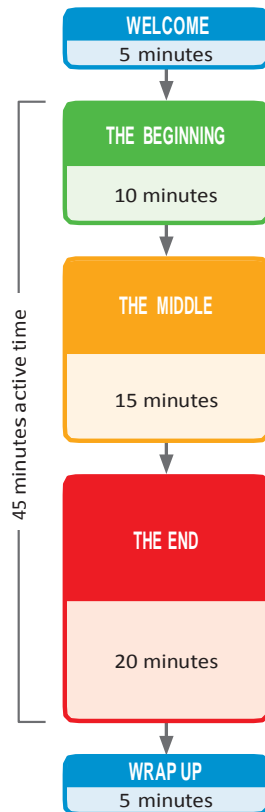 WELCOME
5 minutes
THE BEGINNING
10 minutes
THE MIDDLE
15 minutes
45 minutes active time
THE END
20 minutes
WRAP UP
5 minutes